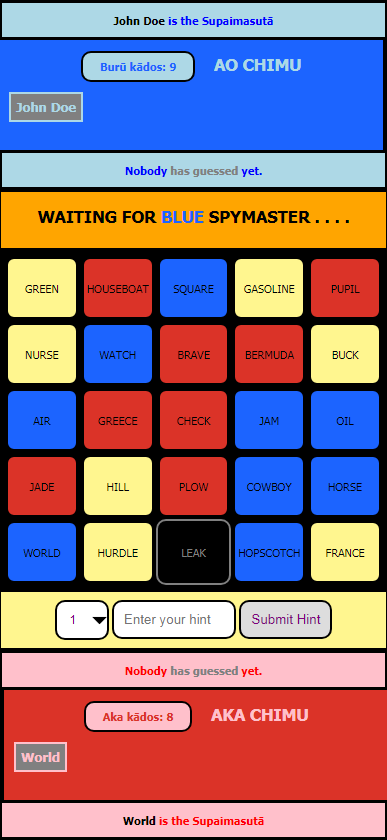 John Doe is the Supaimasutā
Burū kādos: 9 AO CHIMU
John Doe
Nobody has guessed yet.
WAITING FOR BLUE SPYMASTER . . . .
GREEN HOUSEBOAT SQUARE GASOLINE PUPIL
NURSE WATCH BRAVE BERMUDA BUCK
AIR GREECE CHECK JAM OIL
JADE HILL PLOW COWBOY HORSE
WORLD HURDLE LEAK HOPSCOTCH FRANCE
1 Enter your hint Submit Hint
Nobody has guessed yet.
Aka kādos: 8 AKA CHIMU
World
World is the Supaimasutā